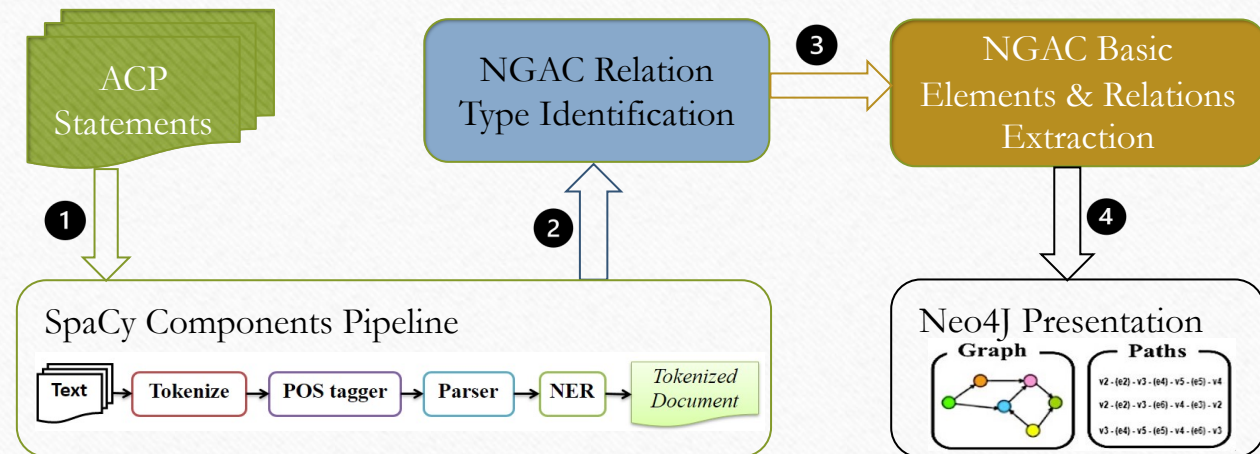 ACP
Statements
1
SpaCy Components Pipeline
Text
Tokenize
POS tagger
Parser
NER
Tokenized
Document
2
NGAC Relation
Type Identification
3
NGAC Basic
Elements & Relations
Extraction
4
Neo4J Presentation
Graph
Paths
v2 - (e2) - v3 - (e4) - v5 - (e5) - v4
v2 - (e2) - v3 - (e6) - v4 - (e3) - v2
v3 - (e4) - v5 - (e5) - v4 - (e6) - v3